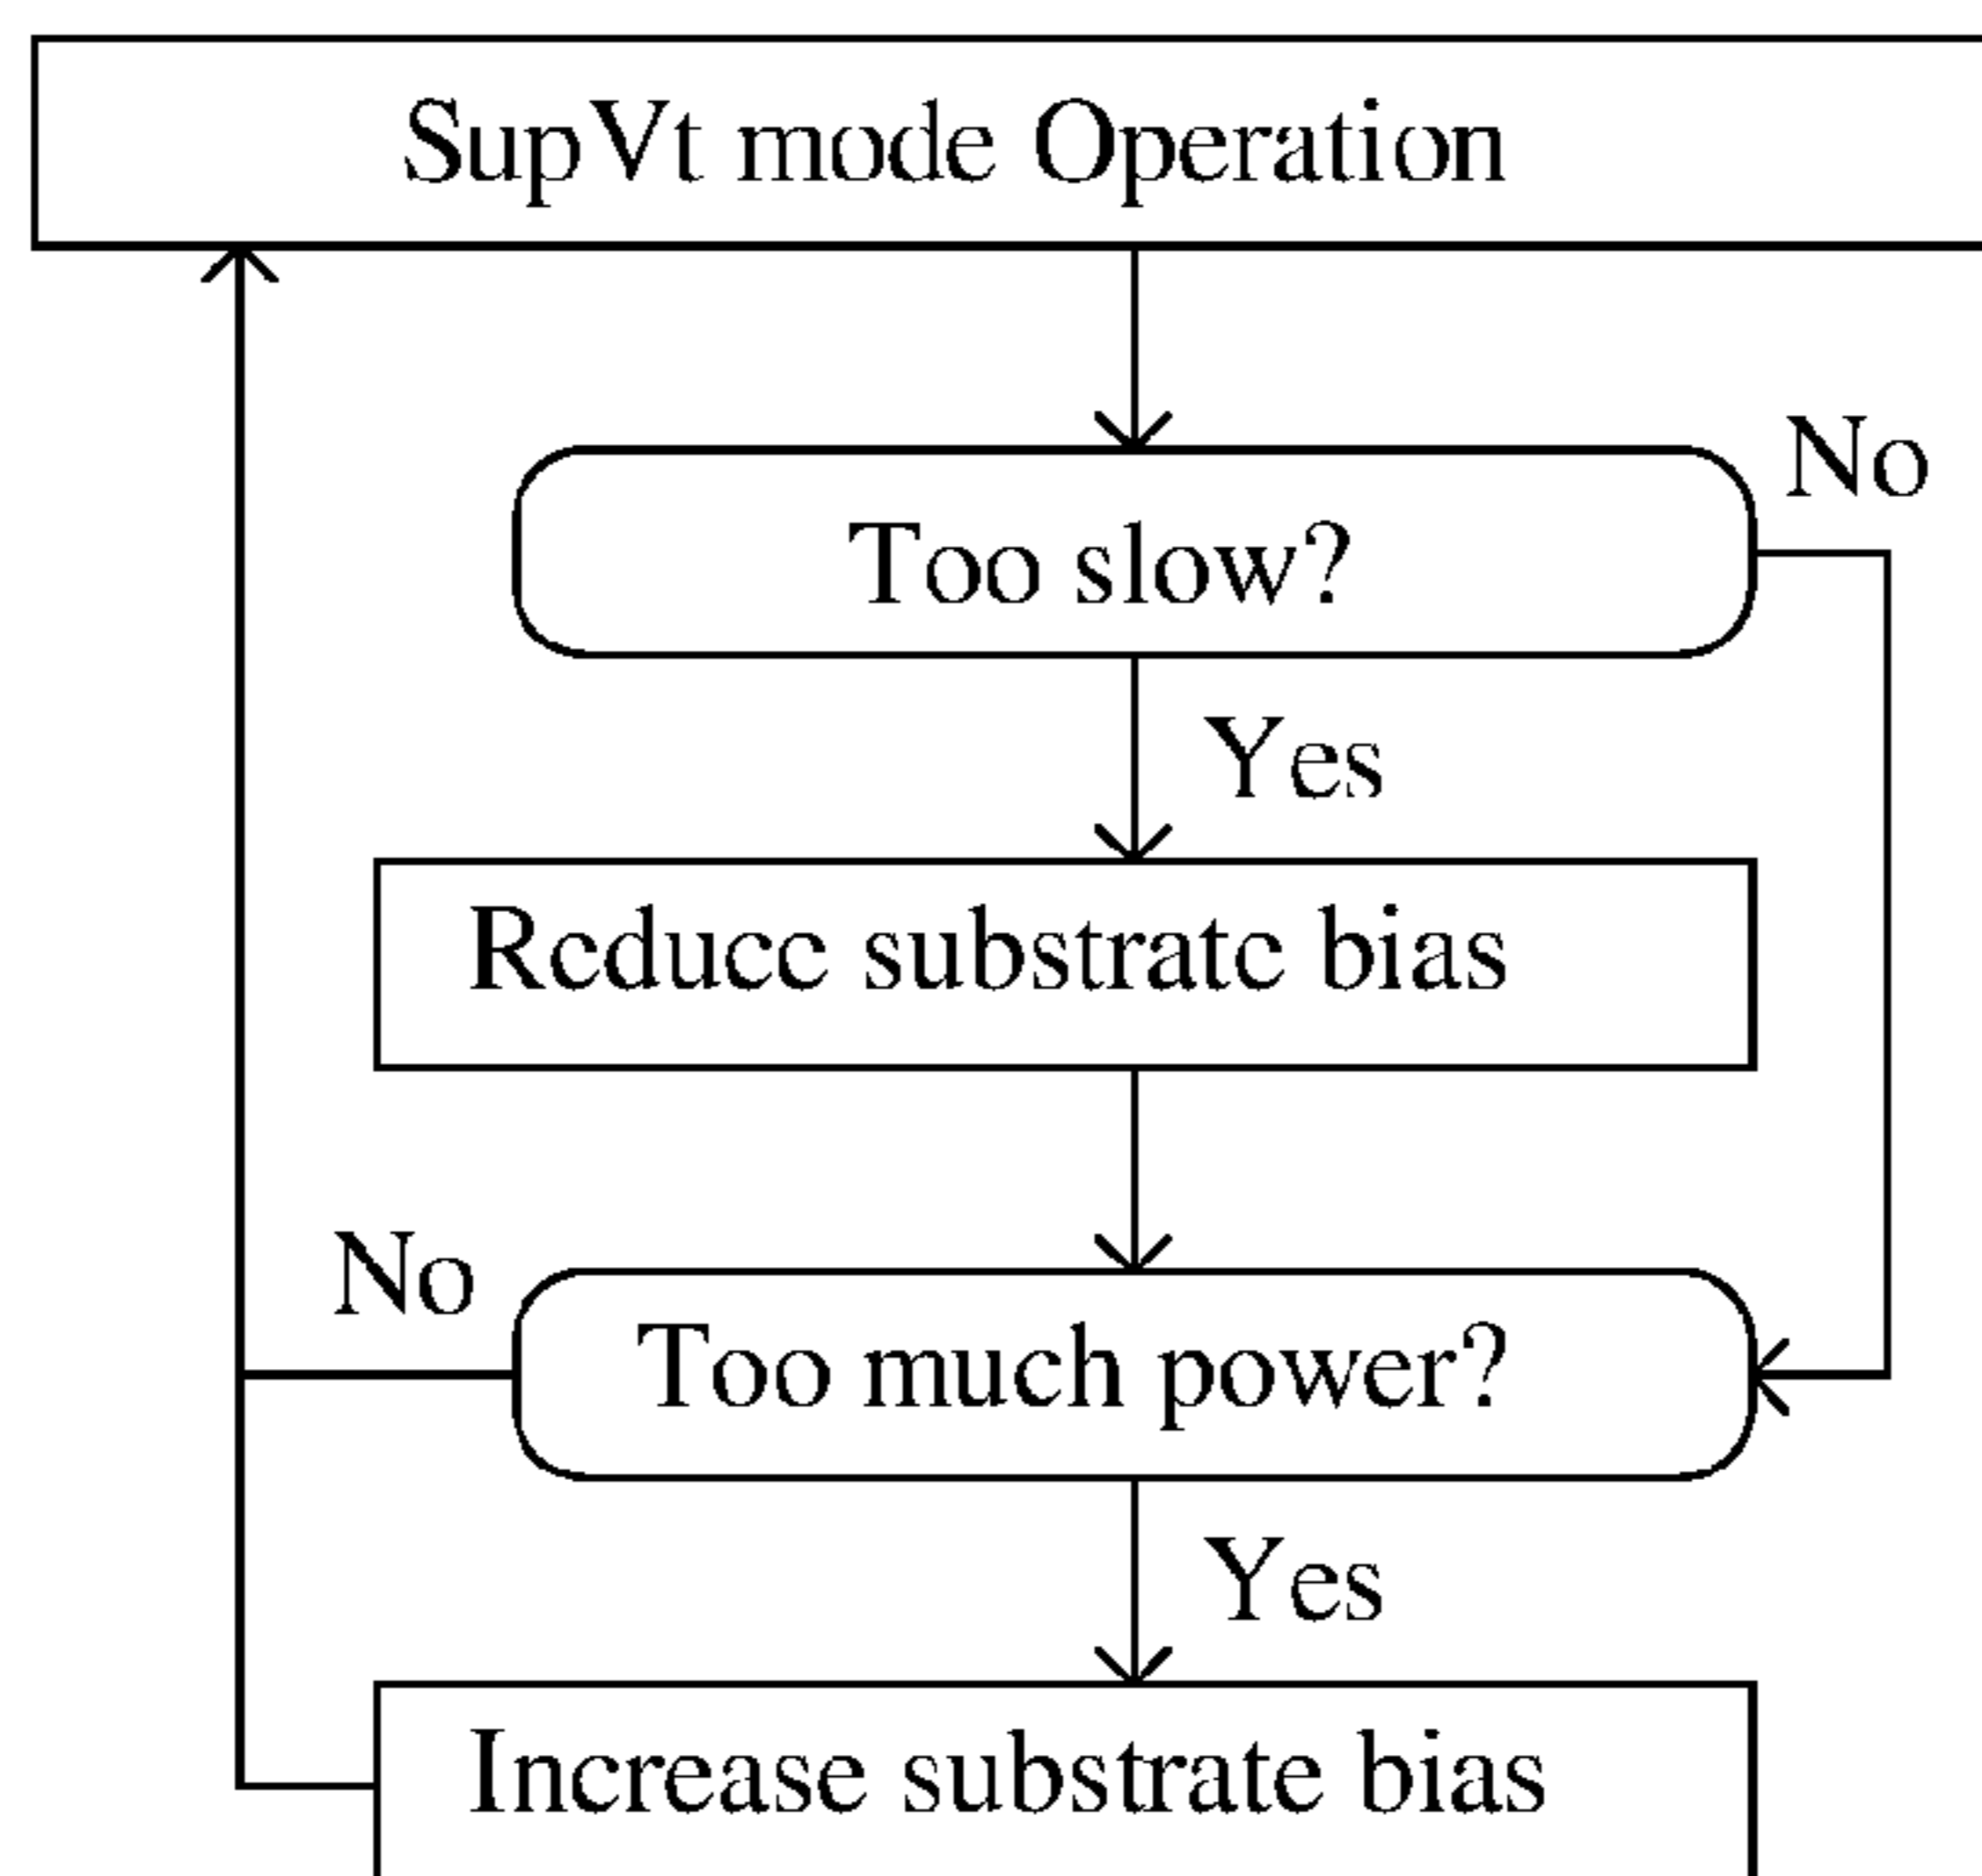 SupVt mode Operation
No
Too slow?
Yes
Reduce substrate bias
No
Too much power?
Yes
Increase substrate bias